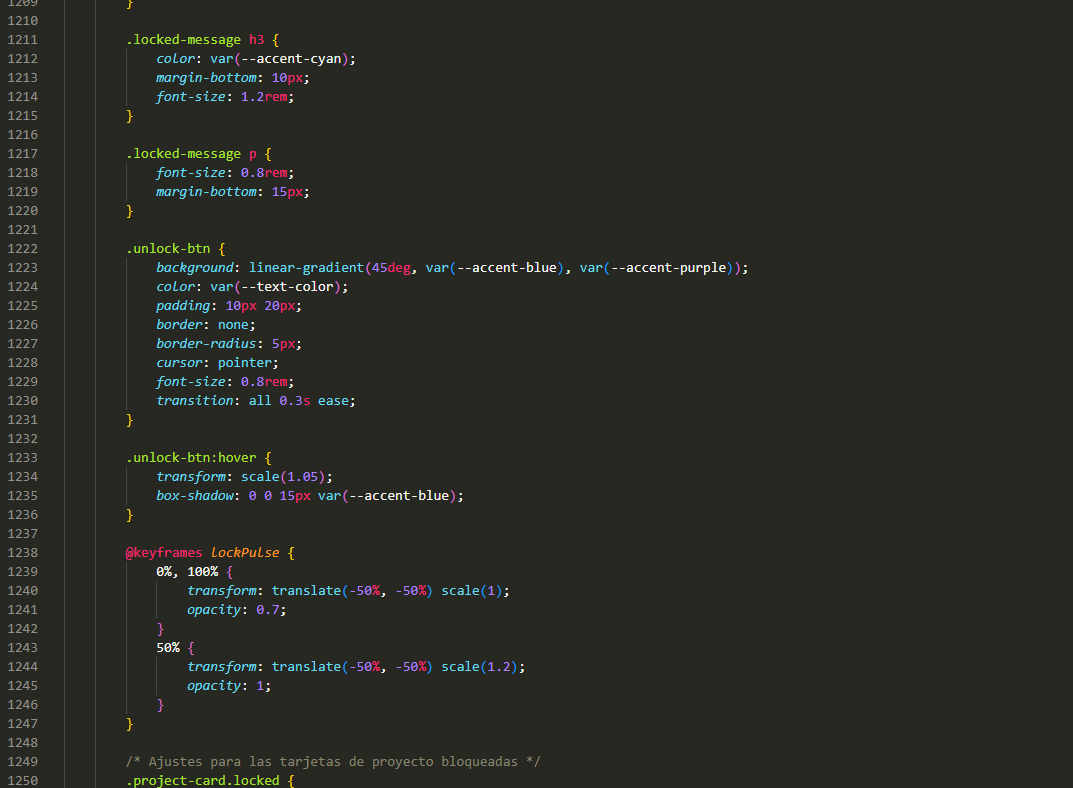 1209 }
1210
1211 .locked-message h3 {
1212 color: var(--accent-cyan);
1213 margin-bottom: 10px;
1214 font-size: 1.2rem;
1215 }
1216
1217 .locked-message p {
1218 font-size: 0.8rem;
1219 margin-bottom: 15px;
1220 }
1221
1222 .unlock-btn {
1223 background: linear-gradient(45deg, var(--accent-blue), var(--accent-purple));
1224 color: var(--text-color);
1225 padding: 10px 20px;
1226 border: none;
1227 border-radius: 5px;
1228 cursor: pointer;
1229 font-size: 0.8rem;
1230 transition: all 0.3s ease;
1231 }
1232
1233 .unlock-btn:hover {
1234 transform: scale(1.05);
1235 box-shadow: 0 0 15px var(--accent-blue);
1236 }
1237
1238 @keyframes lockPulse {
1239 0%, 100% {
1240 transform: translate(-50%, -50%) scale(1);
1241 opacity: 0.7;
1242 }
1243 50% {
1244 transform: translate(-50%, -50%) scale(1.2);
1245 opacity: 1;
1246 }
1247 }
1248
1249 /* Ajustes para las tarjetas de proyecto bloqueadas */
1250 .project-card.locked {